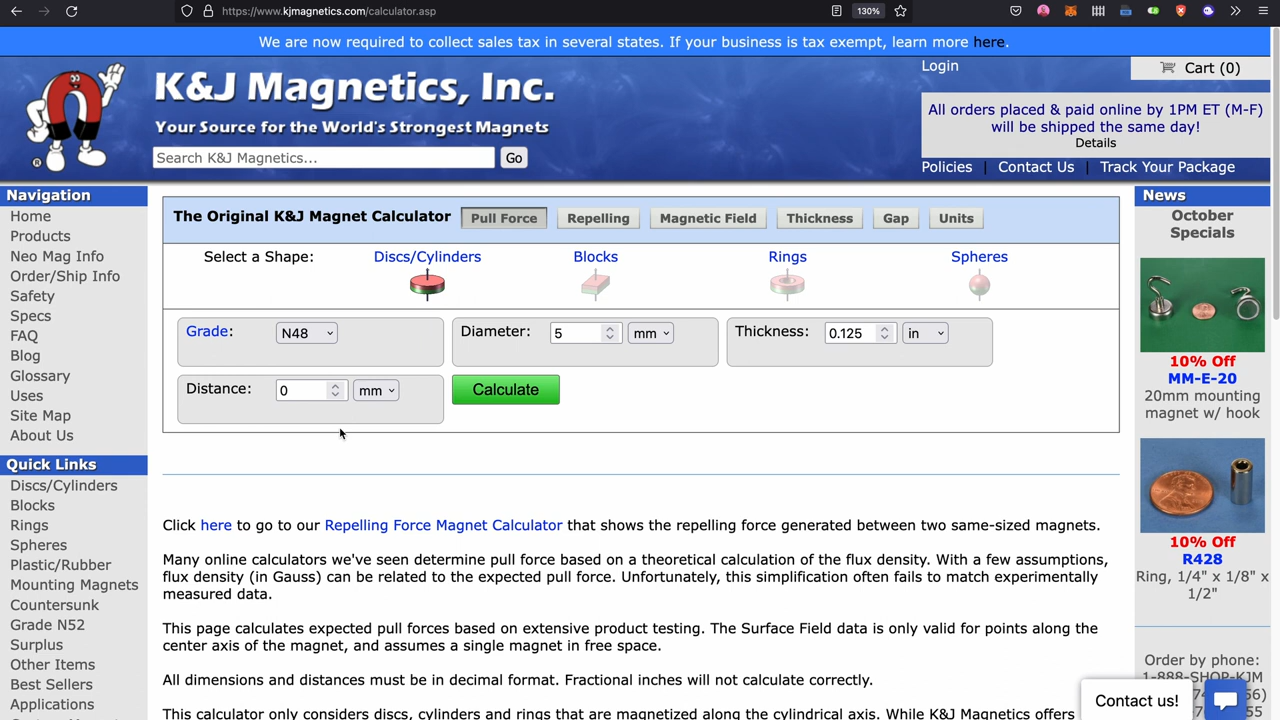 https://www.kjmagnetics.com/calculator.asp
130%
We are now required to collect sales tax in several states. If your business is tax exempt, learn more here.
K&J Magnetics, Inc.
Your Source for the World's Strongest Magnets
Search K&J Magnetics...
Go
Login
Cart (0)
All orders placed & paid online by 1PM ET (M-F)
will be shipped the same day!
Details
Policies | Contact Us | Track Your Package
Navigation
Home
Products
Neo Mag Info
Order/Ship Info
Safety
Specs
FAQ
Blog
Glossary
Uses
Site Map
About Us
Quick Links
Discs/Cylinders
Blocks
Rings
Spheres
Plastic/Rubber
Mounting Magnets
Countersunk
Grade N52
Surplus
Other Items
Best Sellers
Applications
The Original K&J Magnet Calculator
Pull Force
Repelling
Magnetic Field
Thickness
Gap
Units
Select a Shape:
Discs/Cylinders
Blocks
Rings
Spheres
Grade: N48
Diameter: 5 mm
Thickness: 0.125 in
Distance: 0 mm
Calculate
Click here to go to our Repelling Force Magnet Calculator that shows the repelling force generated between two same-sized magnets.
Many online calculators we've seen determine pull force based on a theoretical calculation of the flux density. With a few assumptions,
flux density (in Gauss) can be related to the expected pull force. Unfortunately, this simplification often fails to match experimentally
measured data.
This page calculates expected pull forces based on extensive product testing. The Surface Field data is only valid for points along the
center axis of the magnet, and assumes a single magnet in free space.
All dimensions and distances must be in decimal format. Fractional inches will not calculate correctly.
This calculator only considers discs, cylinders and rings that are magnetized along the cylindrical axis. While K&J Magnetics offers
News
October
Specials
10% Off
MM-E-20
20mm mounting
magnet w/ hook
10% Off
R428
Ring, 1/4" x 1/8" x
1/2"
Order by phone:
1-888-SHOP-KJM
Contact us!